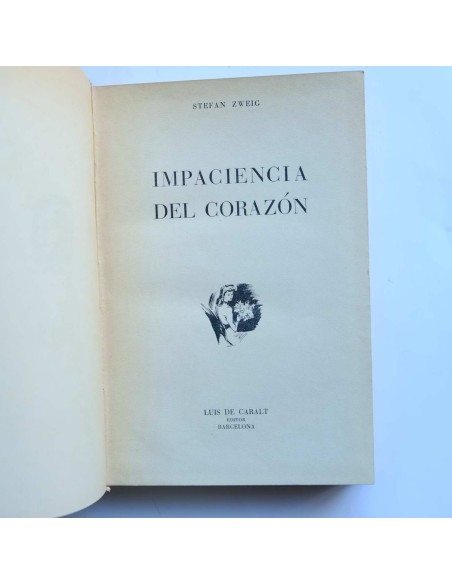 STEFAN ZWEIG
IMPACIENCIA
DEL CORAZÓN
LUIS DE CARALT
EDITOR
BARCELONA